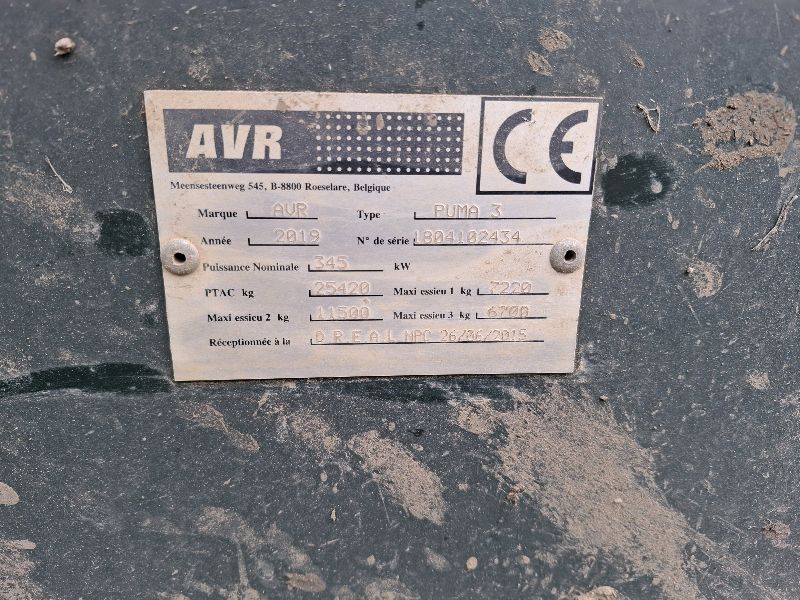 AVR CE
Meensesteenweg 545, B-8800 Roeselare, Belgique
Marque AVR Type PUMA 3
Année 2019 N° de série 1804102434
Puissance Nominale 345 kW
PTAC kg 25420 Maxi essieu 1 kg 7220
Maxi essieu 2 kg 11500 Maxi essieu 3 kg 6700
Réceptionnée à la D R E A L NPC 26/06/2015